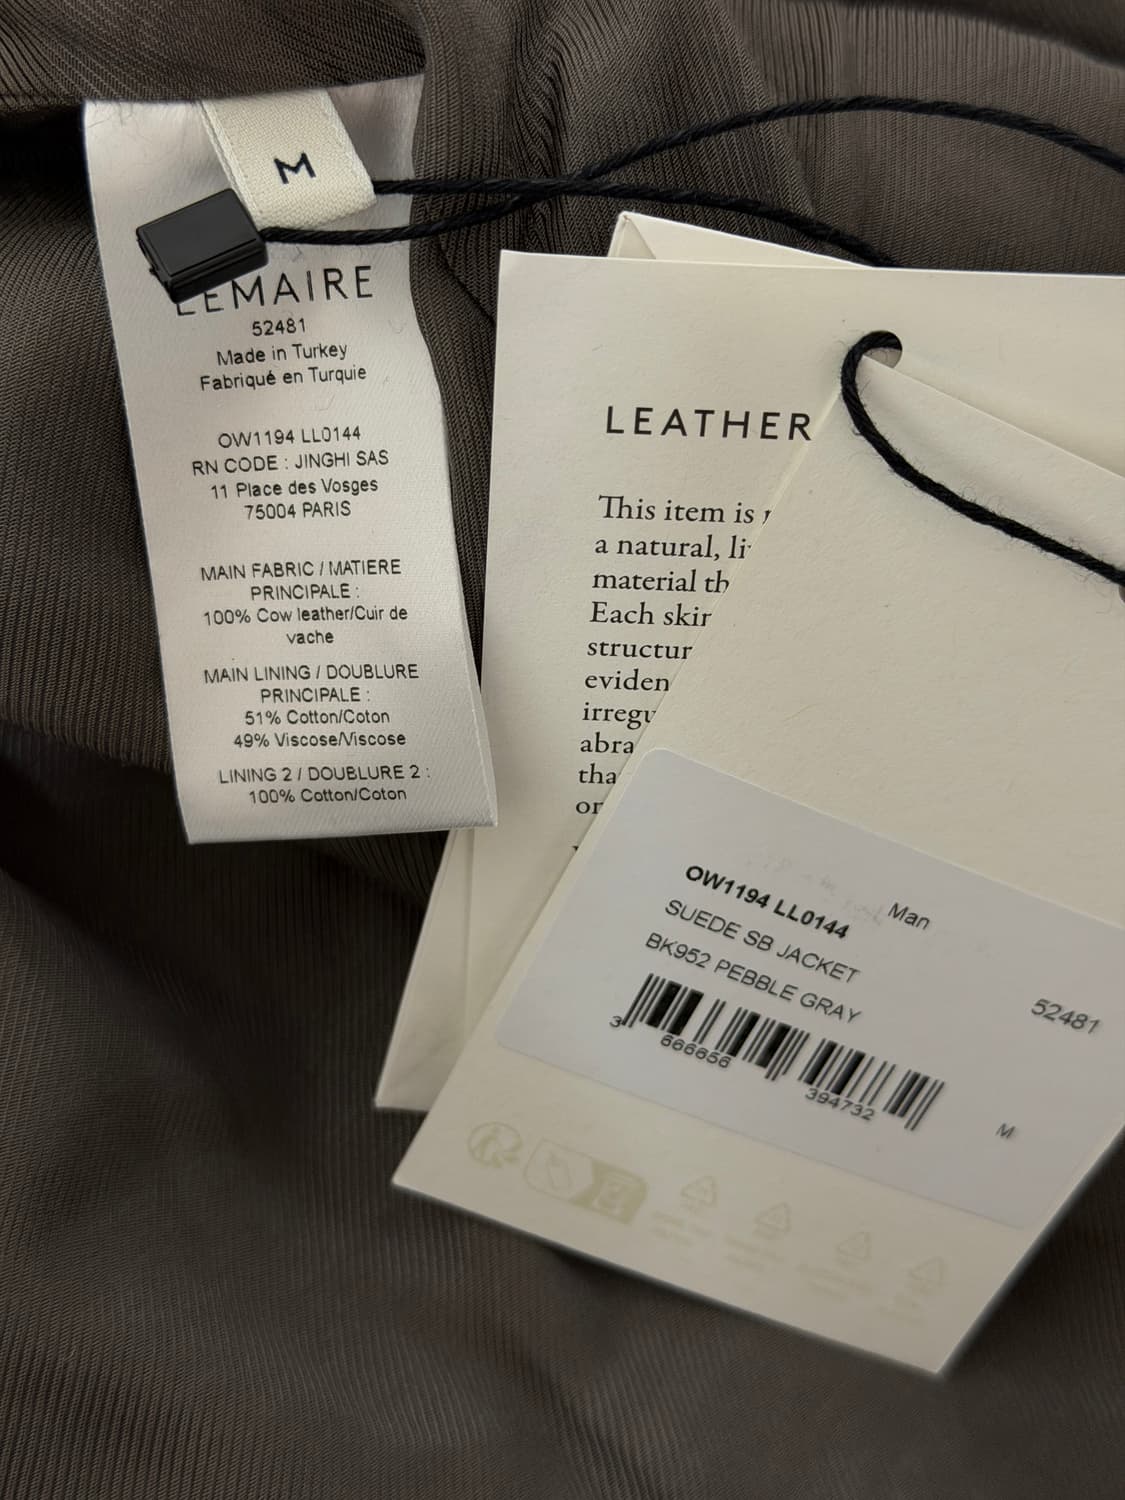 M
LEMAIRE
52481
Made in Turkey
Fabriqué en Turquie
OW1194 LL0144
RN CODE : JINGHI SAS
11 Place des Vosges
75004 PARIS
MAIN FABRIC / MATIERE
PRINCIPALE :
100% Cow leather/Cuir de
vache
MAIN LINING / DOUBLURE
PRINCIPALE :
51% Cotton/Coton
49% Viscose/Viscose
LINING 2 / DOUBLURE 2 :
100% Cotton/Coton
LEATHER
This item is
a natural,
material
Each
OW1194 LL0144 Man
SUEDE SB JACKET
BK952 PEBBLE GRAY
52481
3 666656 394732
M